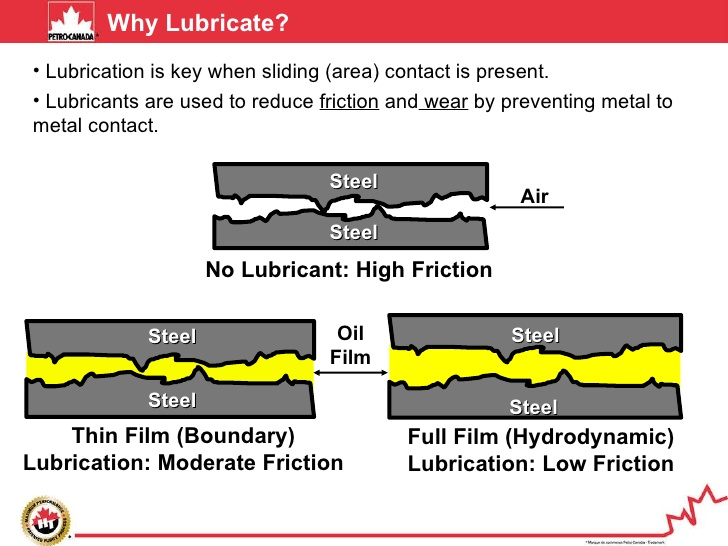 PETRO-CANADA
Why Lubricate?
• Lubrication is key when sliding (area) contact is present.
• Lubricants are used to reduce friction and wear by preventing metal to
metal contact.
Steel
Air
Steel
No Lubricant: High Friction
Steel
Oil
Film
Steel
Steel
Steel
Thin Film (Boundary)
Lubrication: Moderate Friction
Full Film (Hydrodynamic)
Lubrication: Low Friction
HT